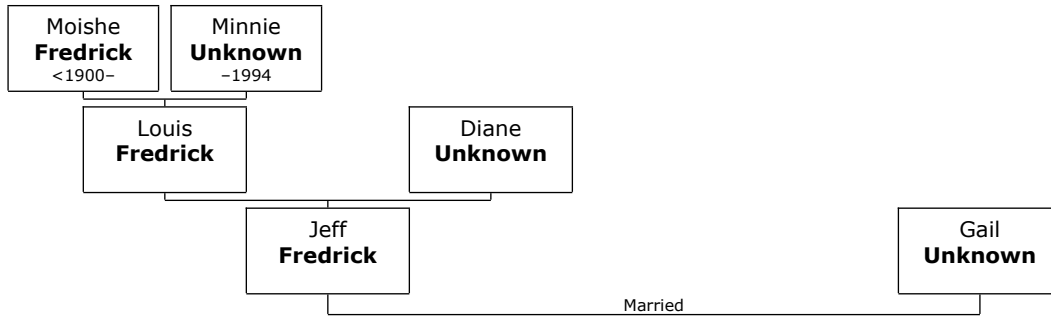 Moishe
Fredrick
<1900–
Minnie
Unknown
–1994
Louis
Fredrick
Diane
Unknown
Jeff
Fredrick
Gail
Unknown
Married